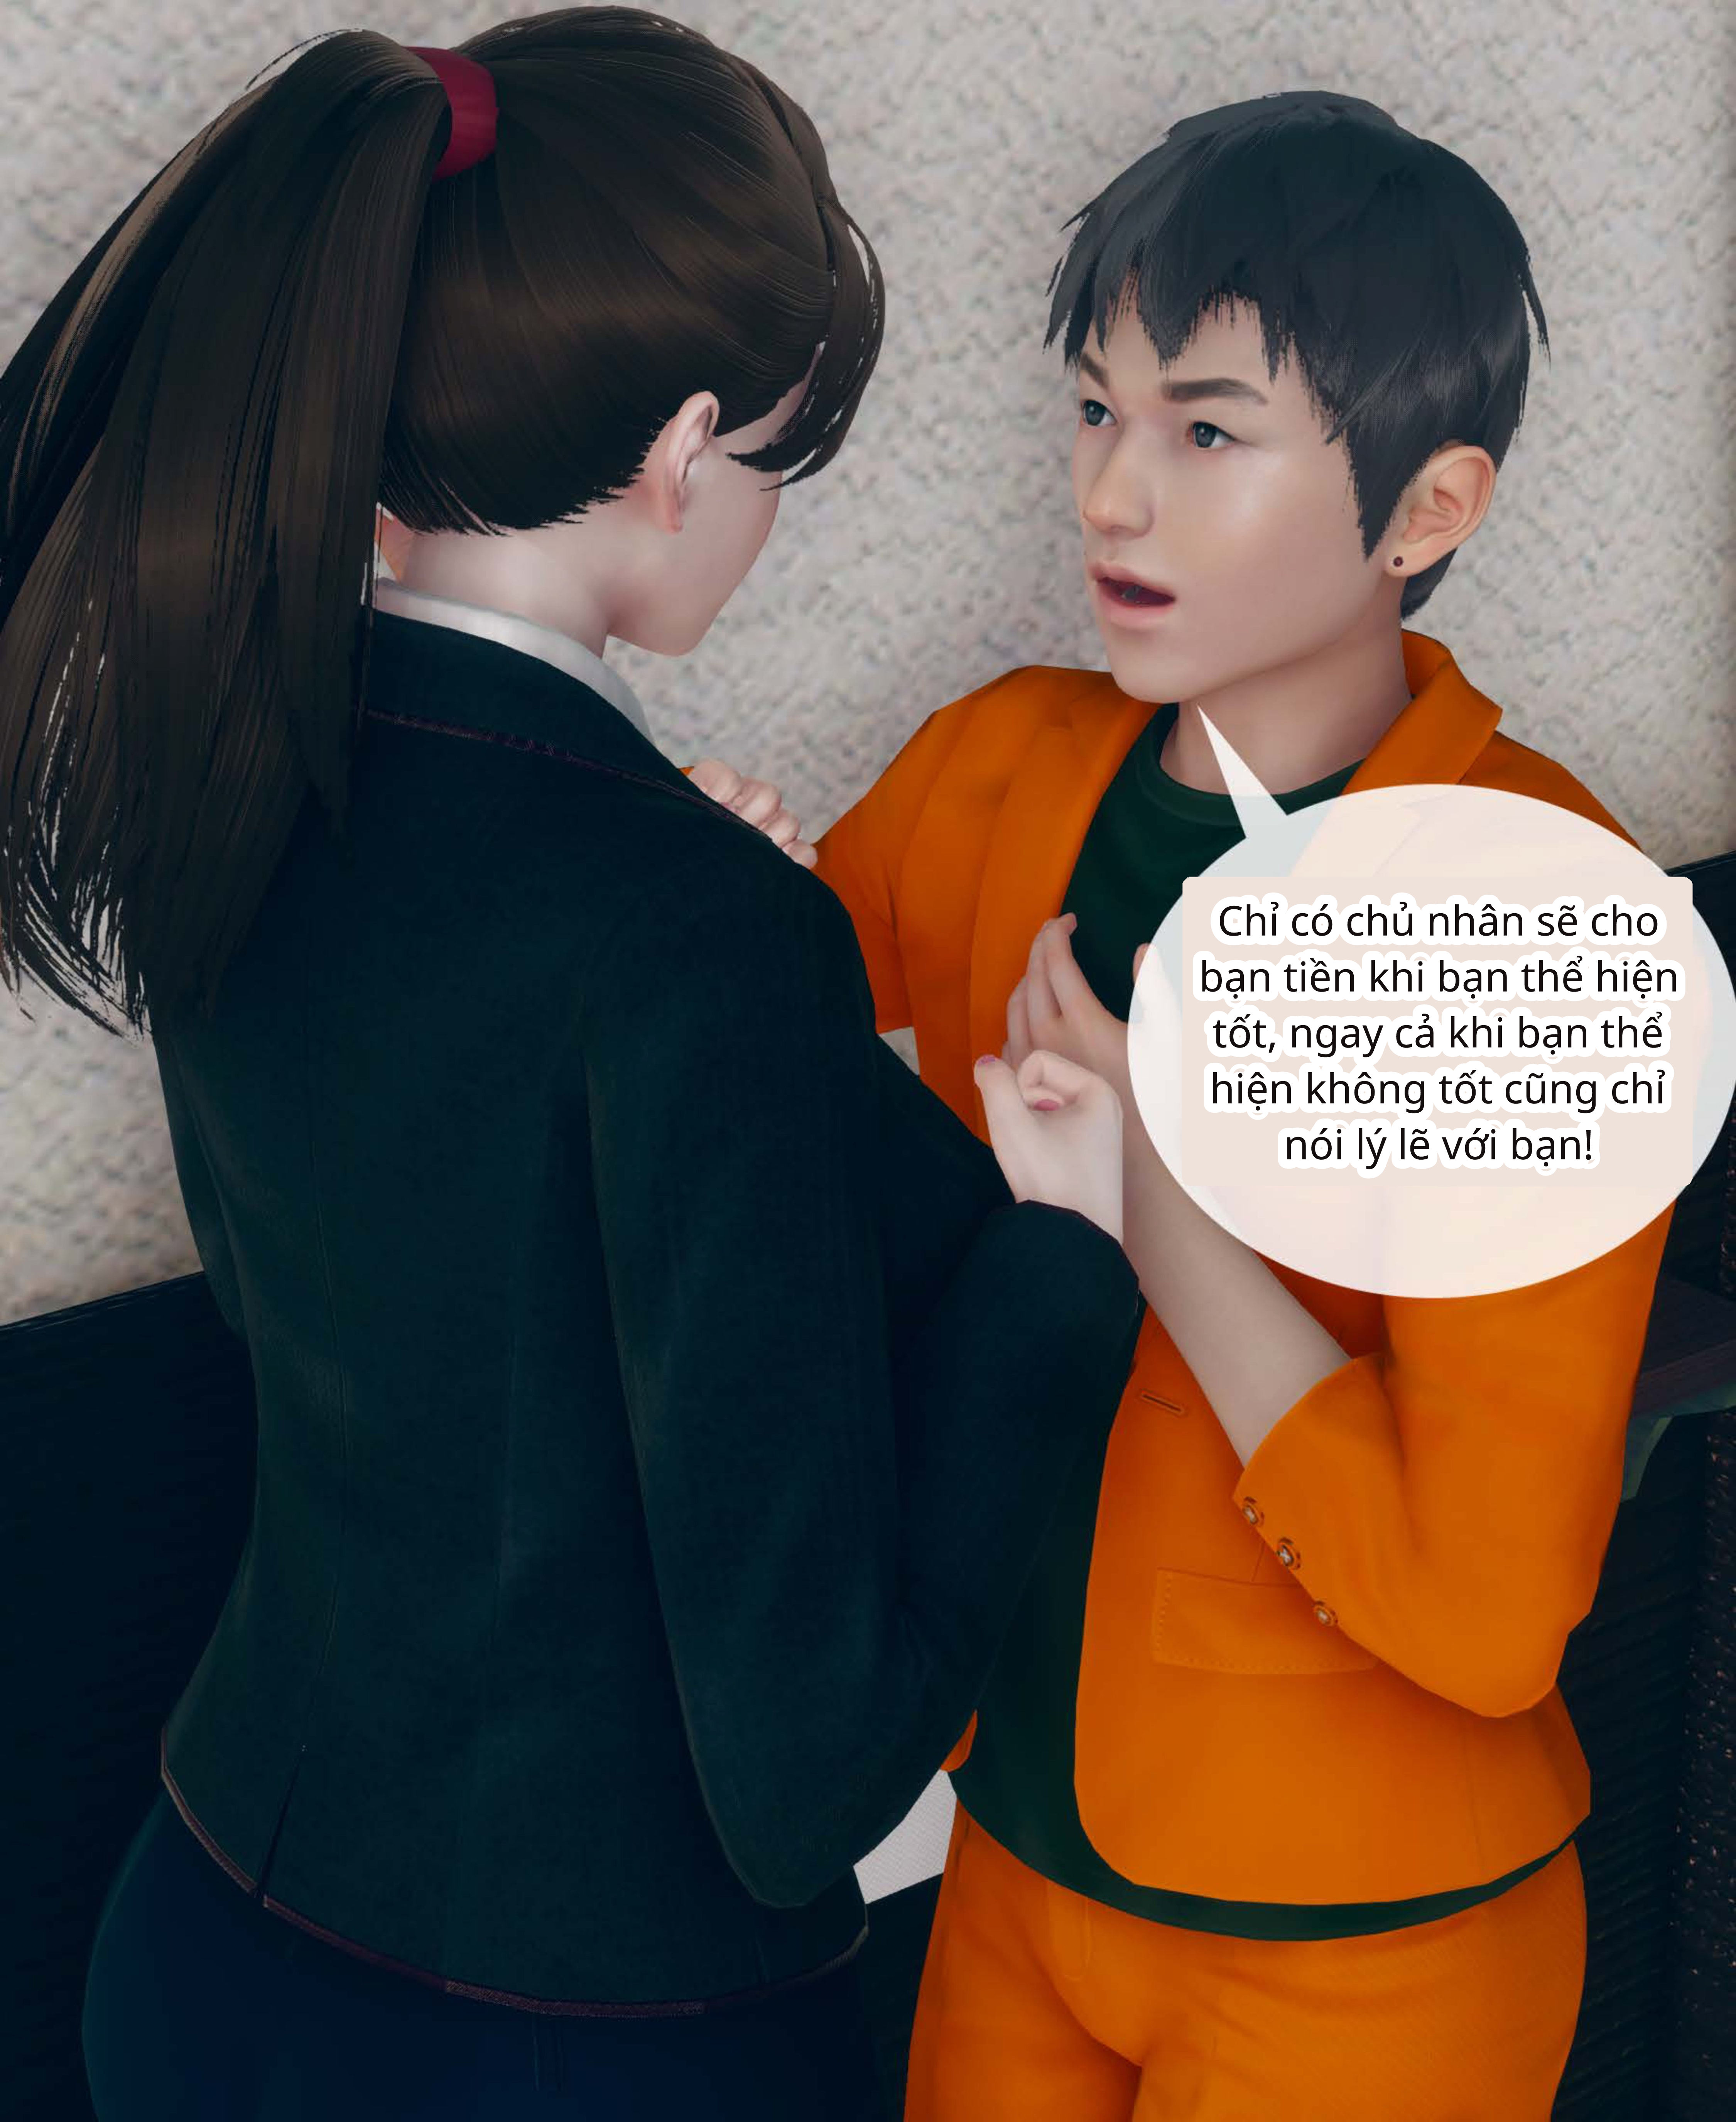 Chỉ có chủ nhân sẽ cho
bạn tiền khi bạn thể hiện
tốt, ngay cả khi bạn thể
hiện không tốt cũng chỉ
nói lý lẽ với bạn!